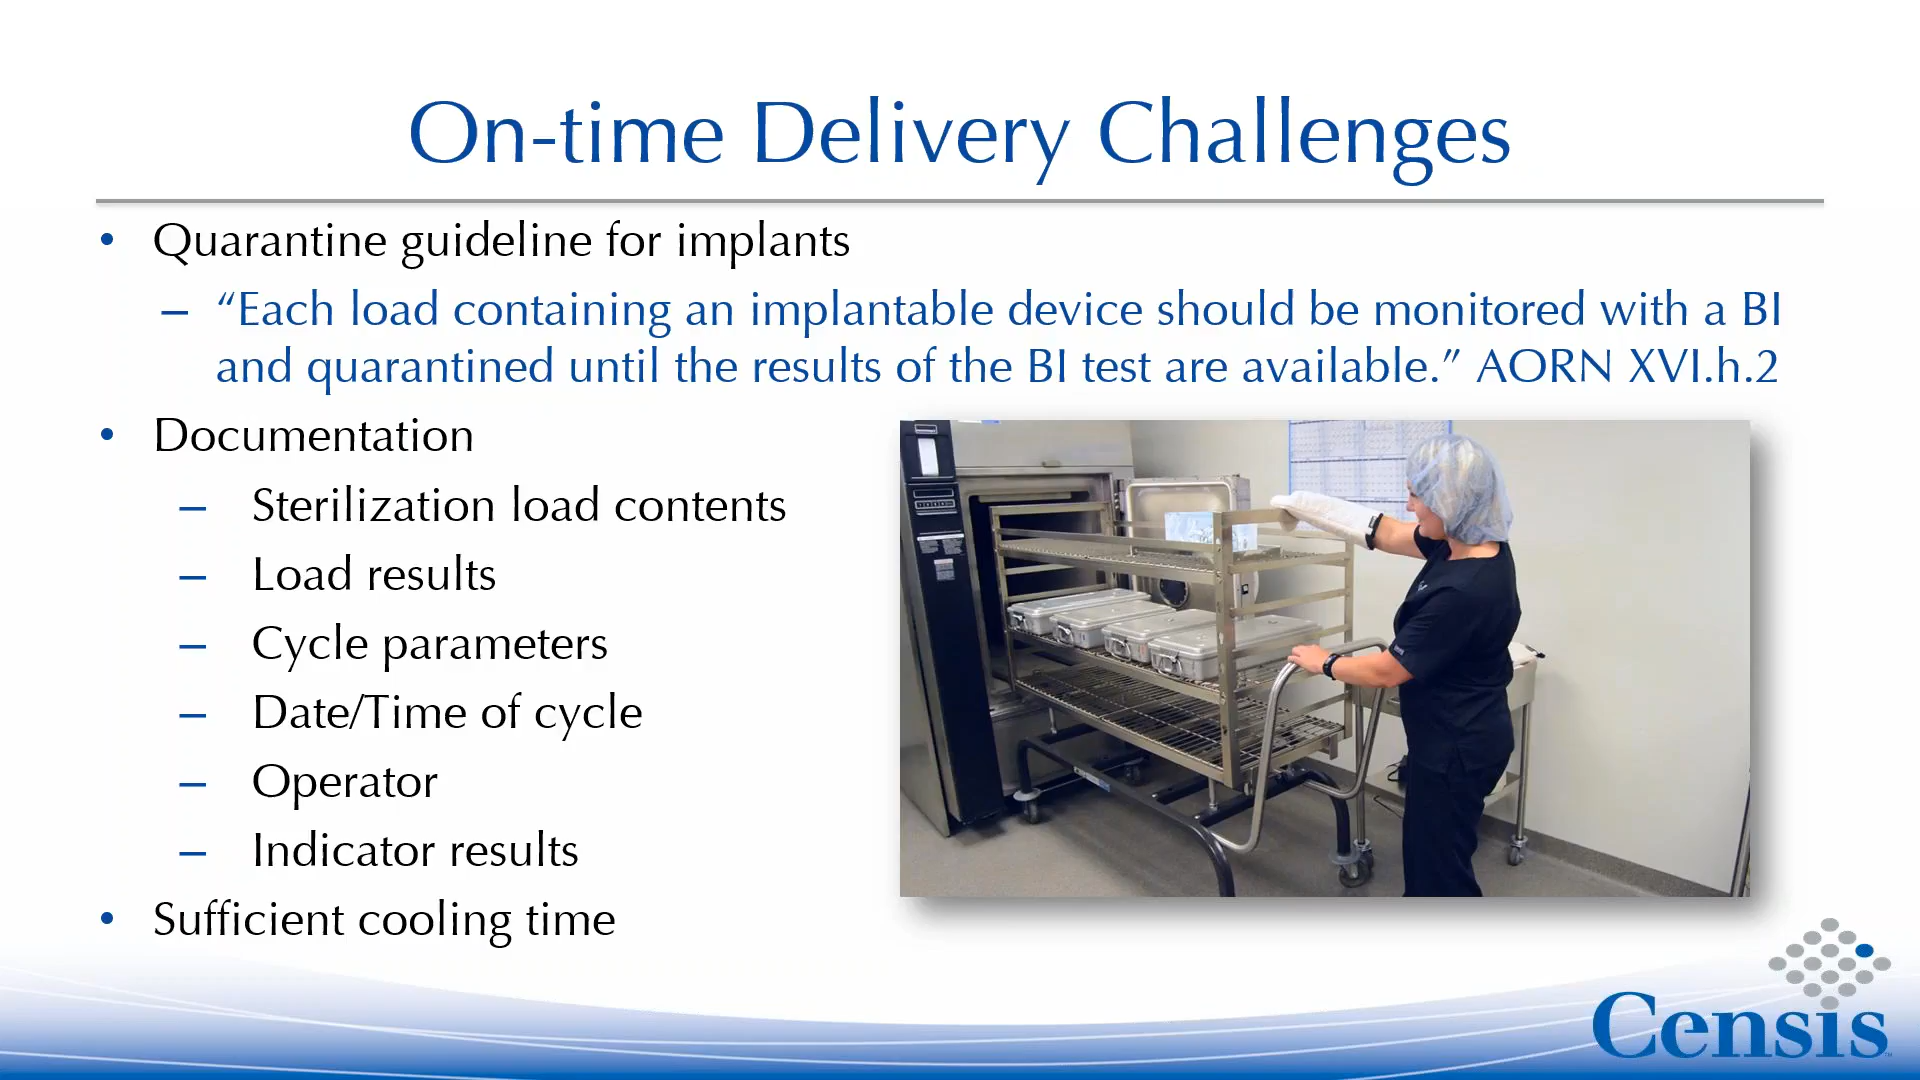 On-time Delivery Challenges
• Quarantine guideline for implants
– “Each load containing an implantable device should be monitored with a BI
and quarantined until the results of the BI test are available.” AORN XVI.h.2
• Documentation
– Sterilization load contents
– Load results
– Cycle parameters
– Date/Time of cycle
– Operator
– Indicator results
• Sufficient cooling time
Censis